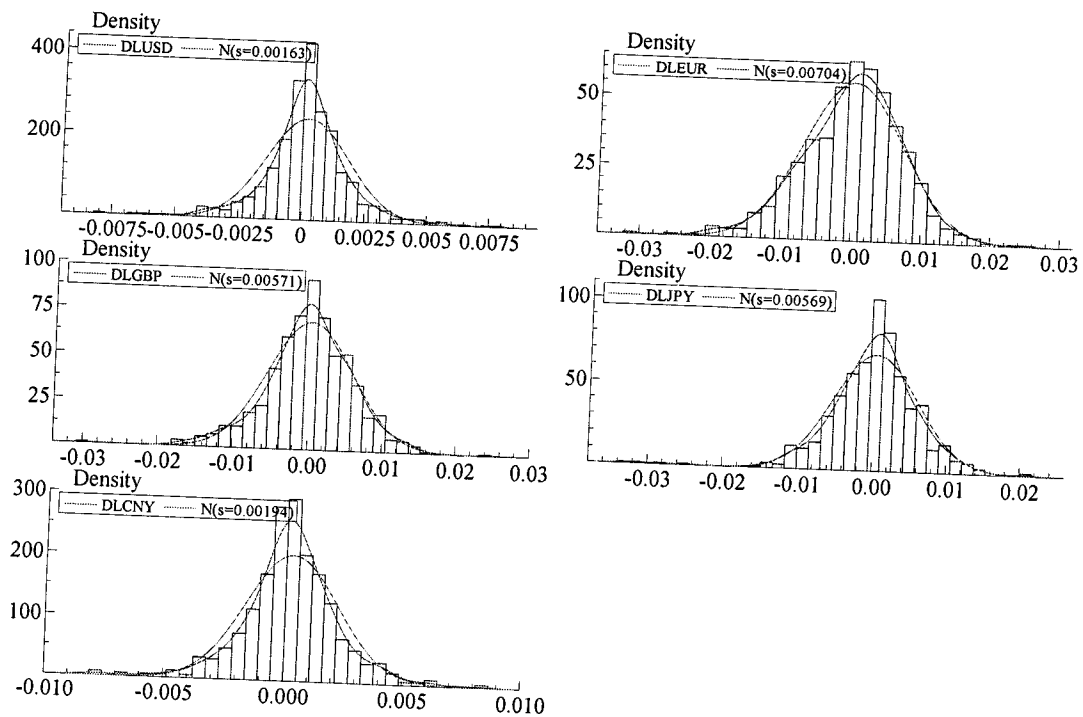 Density
DLUSD N(s=0.00163)
400
200
-0.0075 -0.005 -0.0025 0 0.0025 0.005 0.0075
Density
DLEUR N(s=0.00704)
50
25
-0.03 -0.02 -0.01 0.00 0.01 0.02 0.03
Density
DLGBP N(s=0.00571)
100
75
50
25
-0.03 -0.02 -0.01 0.00 0.01 0.02 0.03
Density
DLJPY N(s=0.00569)
100
50
-0.03 -0.02 -0.01 0.00 0.01 0.02
Density
DLCNY N(s=0.00194)
300
200
100
-0.010 -0.005 0.000 0.005 0.010